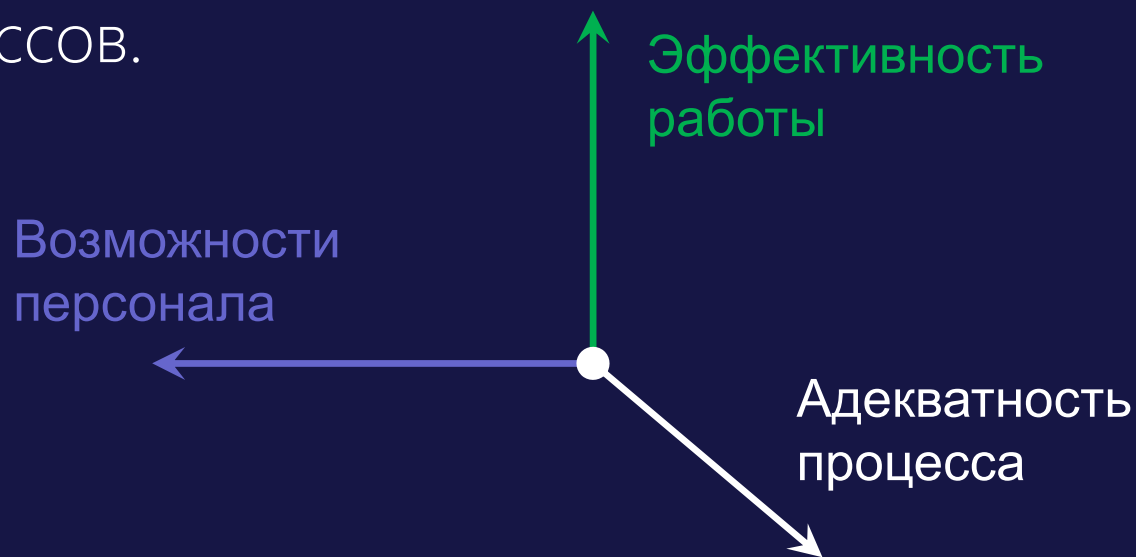 ссов.
Эффективность
работы
Возможности
персонала
Адекватность
процесса